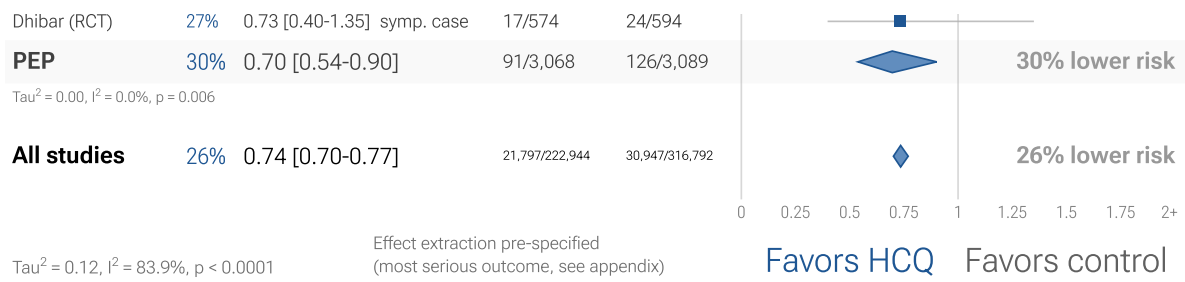 Dhibar (RCT) 27% 0.73 [0.40-1.35] symp. case 17/574 24/594
PEP 30% 0.70 [0.54-0.90] 91/3,068 126/3,089 30% lower risk
Tau² = 0.00, I² = 0.0%, p = 0.006
All studies 26% 0.74 [0.70-0.77] 21,797/222,944 30,947/316,792 26% lower risk
0 0.25 0.5 0.75 1 1.25 1.5 1.75 2+
Tau² = 0.12, I² = 83.9%, p < 0.0001
Effect extraction pre-specified
(most serious outcome, see appendix)
Favors HCQ Favors control